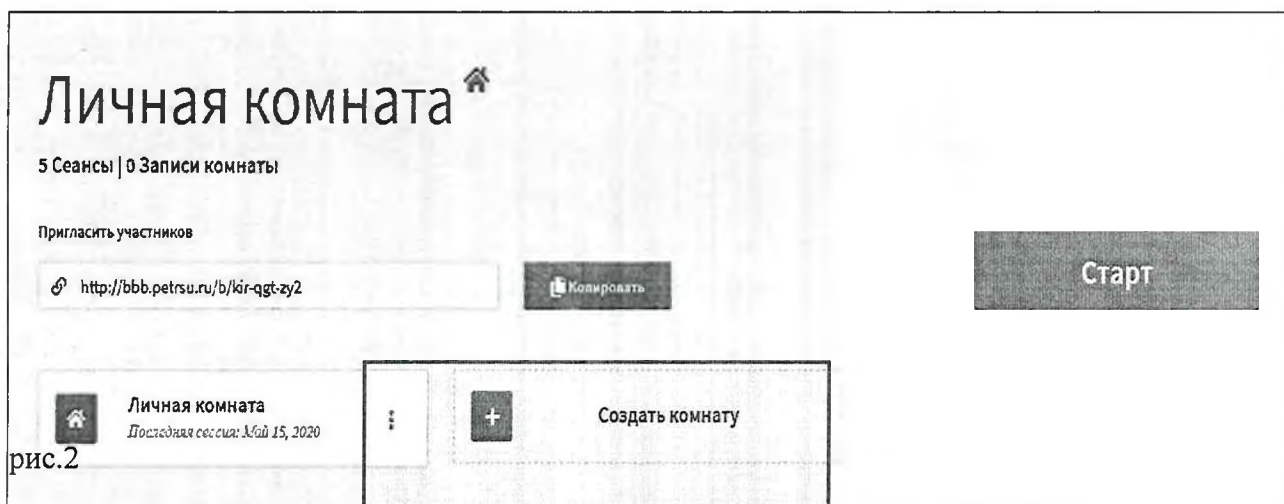 Личная комната
5 Сеансы | 0 Записи комнаты
Пригласить участников
http://bbb.petrsu.ru/b/kir-qgt-zy2
Копировать
Старт
Личная комната
Последняя сессия: Май 15, 2020
Создать комнату
рис.2